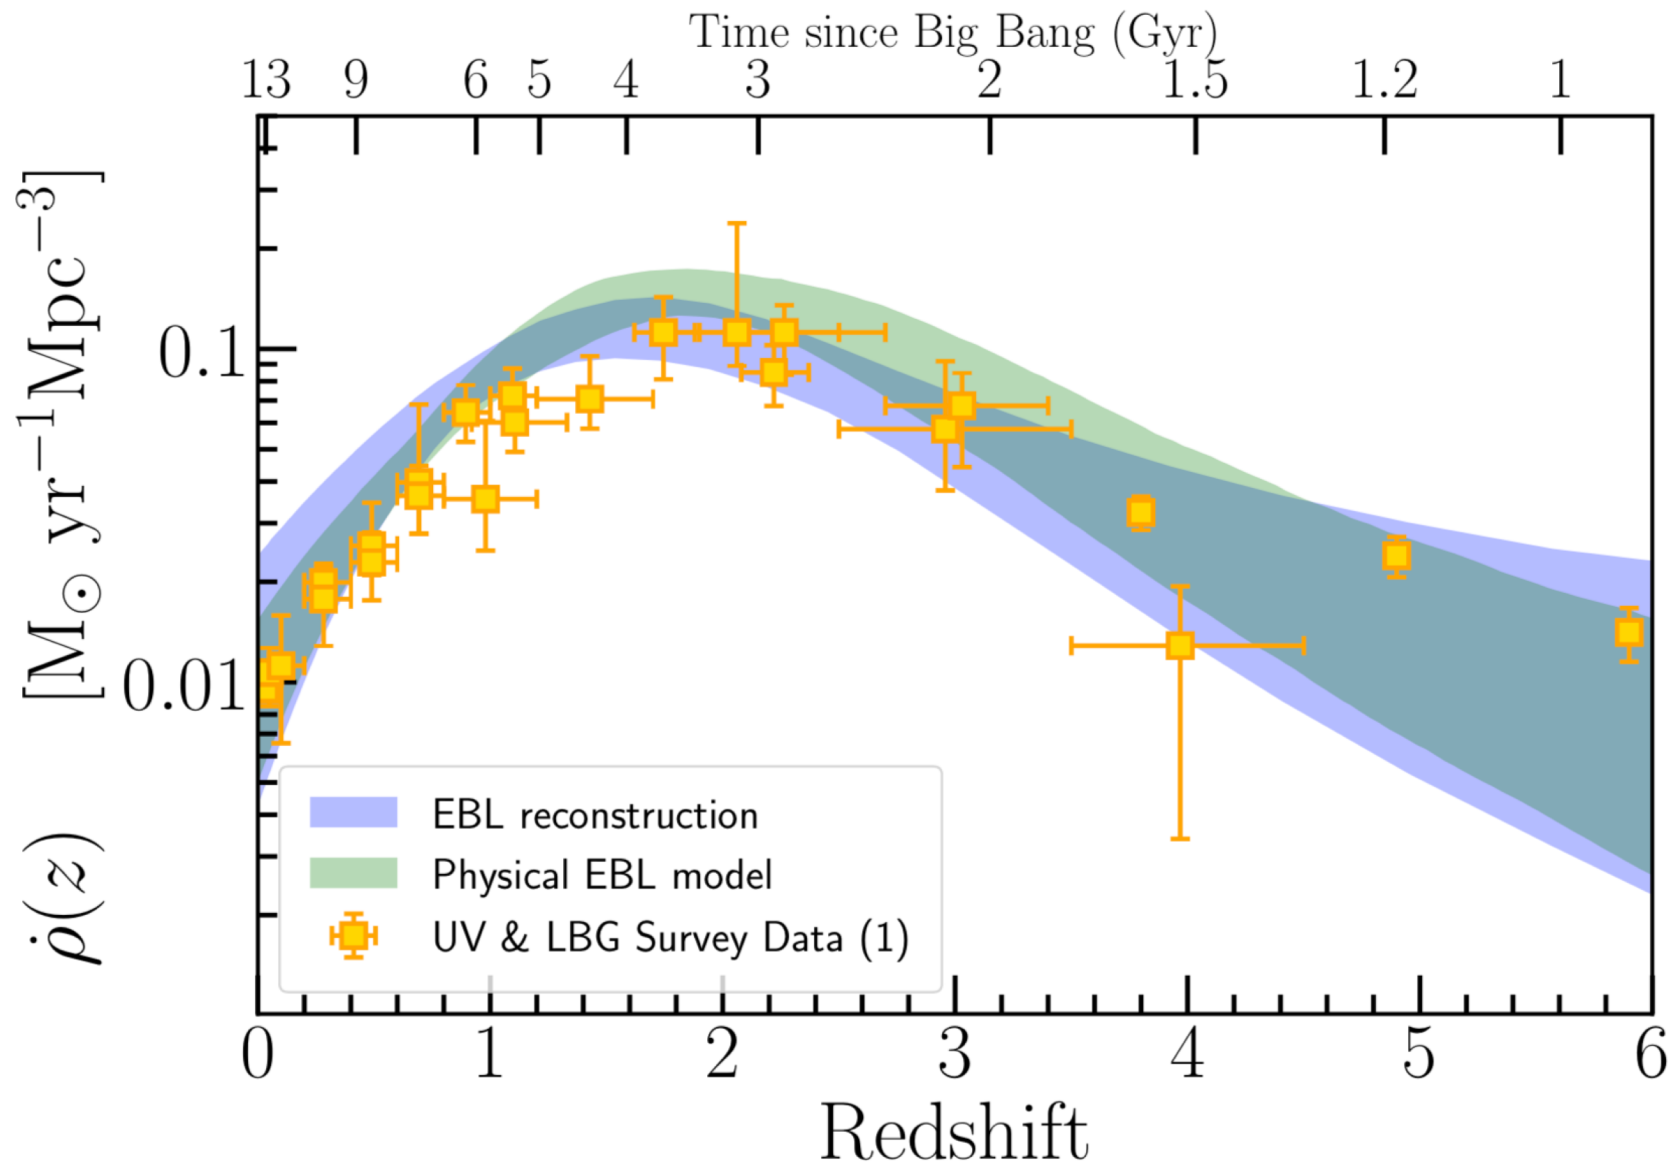 Time since Big Bang (Gyr)
13 9 6 5 4 3 2 1.5 1.2 1
ρ̇(z) [M⊙ yr⁻¹Mpc⁻³]
0.1
0.01
EBL reconstruction
Physical EBL model
UV & LBG Survey Data (1)
0 1 2 3 4 5 6
Redshift